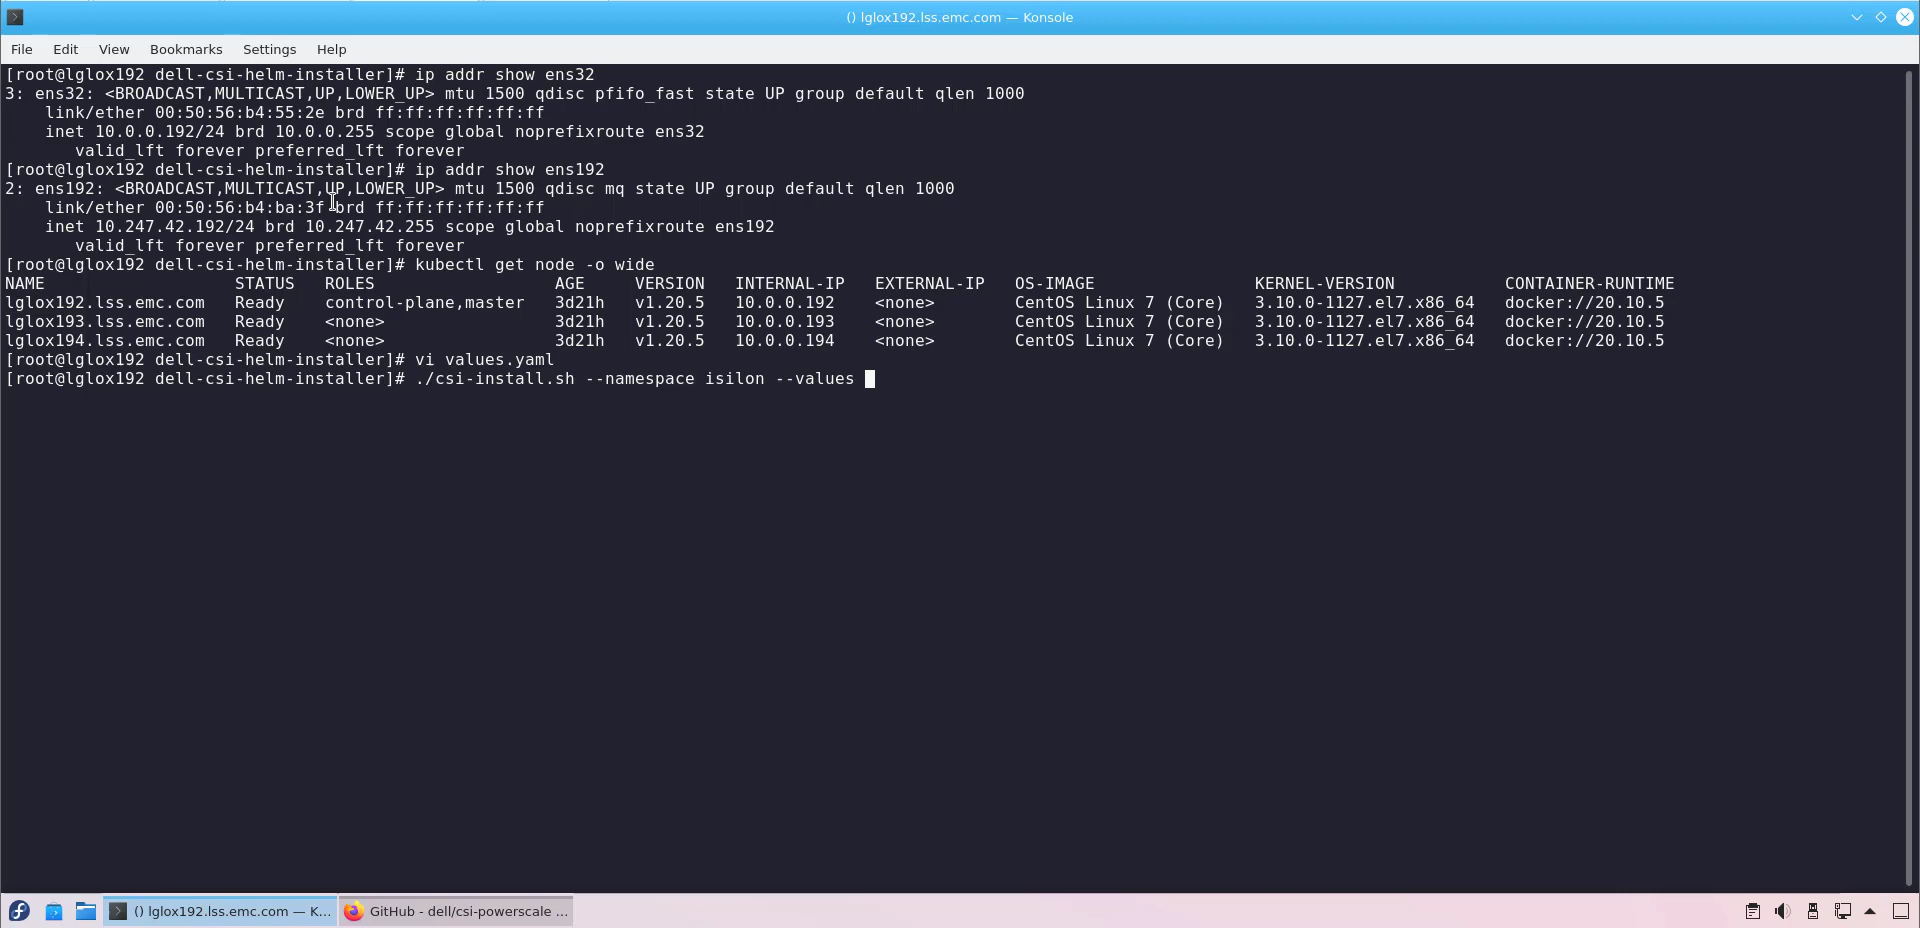 () lglox192.lss.emc.com — Konsole
File Edit View Bookmarks Settings Help
[root@lglox192 dell-csi-helm-installer]# ip addr show ens32
3: ens32: <BROADCAST,MULTICAST,UP,LOWER_UP> mtu 1500 qdisc pfifo_fast state UP group default qlen 1000
    link/ether 00:50:56:b4:55:2e brd ff:ff:ff:ff:ff:ff
    inet 10.0.0.192/24 brd 10.0.0.255 scope global noprefixroute ens32
       valid_lft forever preferred_lft forever
[root@lglox192 dell-csi-helm-installer]# ip addr show ens192
2: ens192: <BROADCAST,MULTICAST,UP,LOWER_UP> mtu 1500 qdisc mq state UP group default qlen 1000
    link/ether 00:50:56:b4:ba:3f brd ff:ff:ff:ff:ff:ff
    inet 10.247.42.192/24 brd 10.247.42.255 scope global noprefixroute ens192
       valid_lft forever preferred_lft forever
[root@lglox192 dell-csi-helm-installer]# kubectl get node -o wide
NAME                   STATUS   ROLES                  AGE     VERSION   INTERNAL-IP   EXTERNAL-IP   OS-IMAGE                KERNEL-VERSION           CONTAINER-RUNTIME
lglox192.lss.emc.com   Ready    control-plane,master   3d21h   v1.20.5   10.0.0.192    <none>        CentOS Linux 7 (Core)   3.10.0-1127.el7.x86_64   docker://20.10.5
lglox193.lss.emc.com   Ready    <none>                 3d21h   v1.20.5   10.0.0.193    <none>        CentOS Linux 7 (Core)   3.10.0-1127.el7.x86_64   docker://20.10.5
lglox194.lss.emc.com   Ready    <none>                 3d21h   v1.20.5   10.0.0.194    <none>        CentOS Linux 7 (Core)   3.10.0-1127.el7.x86_64   docker://20.10.5
[root@lglox192 dell-csi-helm-installer]# vi values.yaml
[root@lglox192 dell-csi-helm-installer]# ./csi-install.sh --namespace isilon --values
() lglox192.lss.emc.com — K... GitHub - dell/csi-powerscale ...